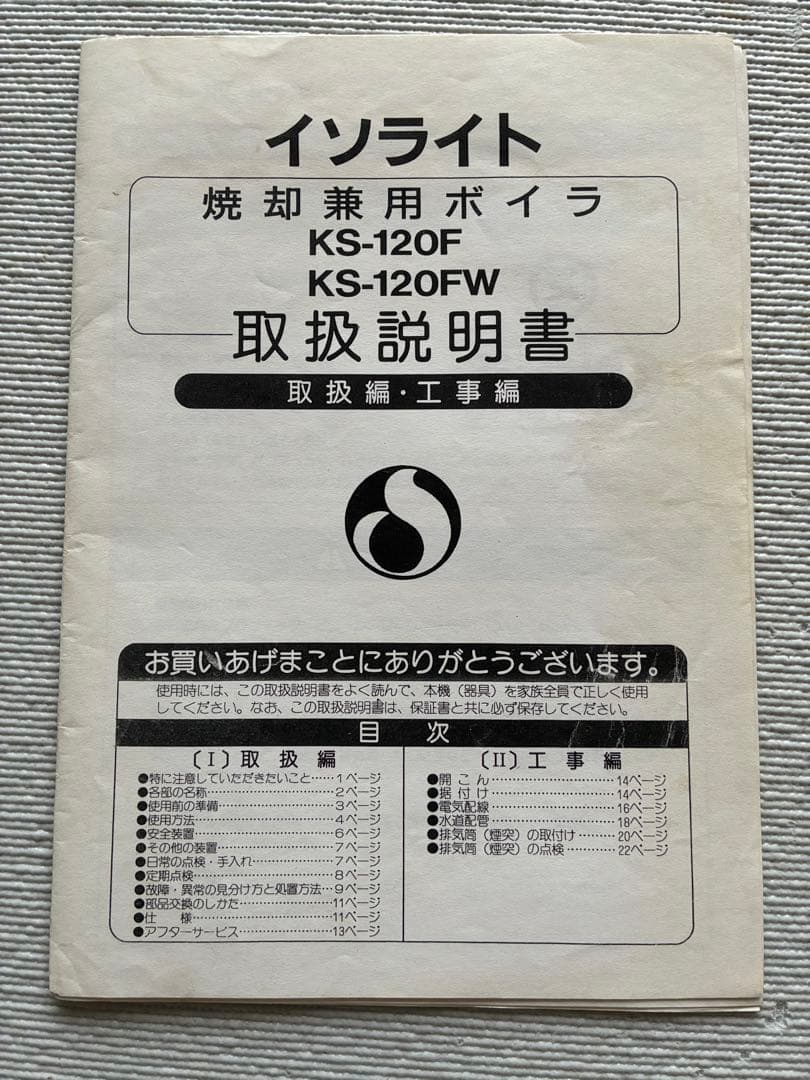 イソライト
焼却兼用ボイラ
KS-120F
KS-120FW
取扱説明書
取扱編・工事編
お買いあげまことにありがとうございます。
使用時には、この取扱説明書をよく読んで、本機（器具）を家族全員で正しく使用
してください。なお、この取扱説明書は、保証書と共に必ず保存してください。
目次
〔I〕取扱編
●特に注意していただきたいこと……1ページ
●各部の名称……………………2ページ
●使用前の準備…………………3ページ
●使用方法………………………4ページ
●安全装置………………………6ページ
●その他の装置…………………7ページ
●日常の点検・手入れ…………7ページ
●定期点検………………………8ページ
●故障・異常の見分け方と処置方法…9ページ
●部品交換のしかた……………11ページ
●仕様……………………………11ページ
●アフターサービス……………13ページ
〔II〕工事編
●開こん…………………………14ページ
●据付け…………………………14ページ
●電気配線………………………16ページ
●水道配管………………………18ページ
●排気筒（煙突）の取付け……20ページ
●排気筒（煙突）の点検………22ページ